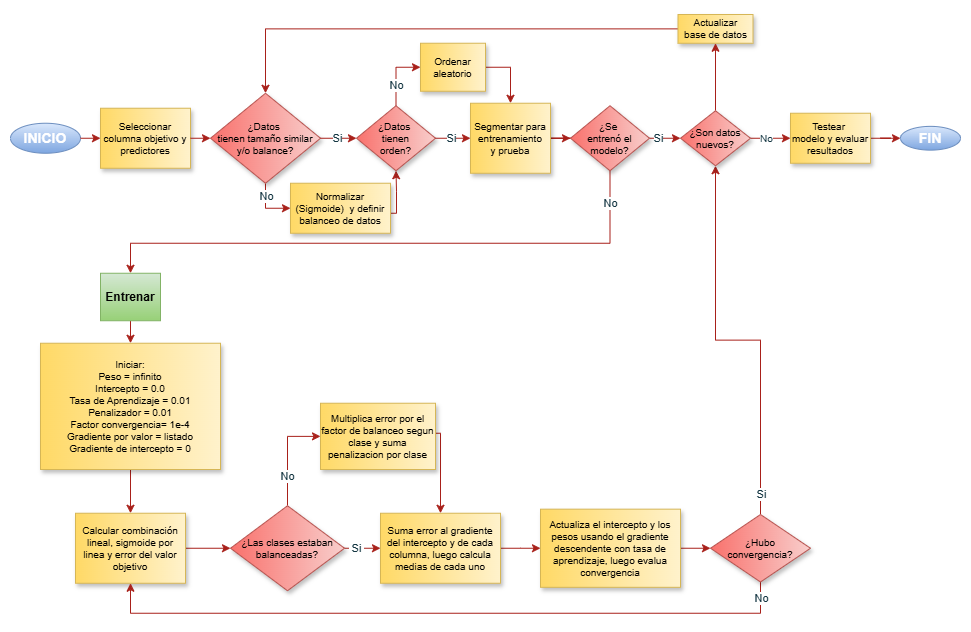 Actualizar
base de datos
Ordenar
aleatorio
No
INICIO
Seleccionar
columna objetivo y
predictores
¿Datos
tienen tamaño similar
y/o balance?
Si
¿Datos
tienen
orden?
Si
Segmentar para
entrenamiento
y prueba
¿Se
entrenó el
modelo?
Si
¿Son datos
nuevos?
No
Testear
modelo y evaluar
resultados
FIN
No
Normalizar
(Sigmoide) y definir
balanceo de datos
No
Entrenar
Iniciar:
Peso = infinito
Intercepto = 0.0
Tasa de Aprendizaje = 0.01
Penalizador = 0.01
Factor convergencia= 1e-4
Gradiente por valor = listado
Gradiente de intercepto = 0
Multiplica error por el
factor de balanceo segun
clase y suma
penalizacion por clase
No
Si
Calcular combinación
lineal, sigmoide por
linea y error del valor
objetivo
¿Las clases estaban
balanceadas?
Si
Suma error al gradiente
del intercepto y de cada
columna, luego calcula
medias de cada uno
Actualiza el intercepto y los
pesos usando el gradiente
descendente con tasa de
aprendizaje, luego evalua
convergencia
¿Hubo
convergencia?
No